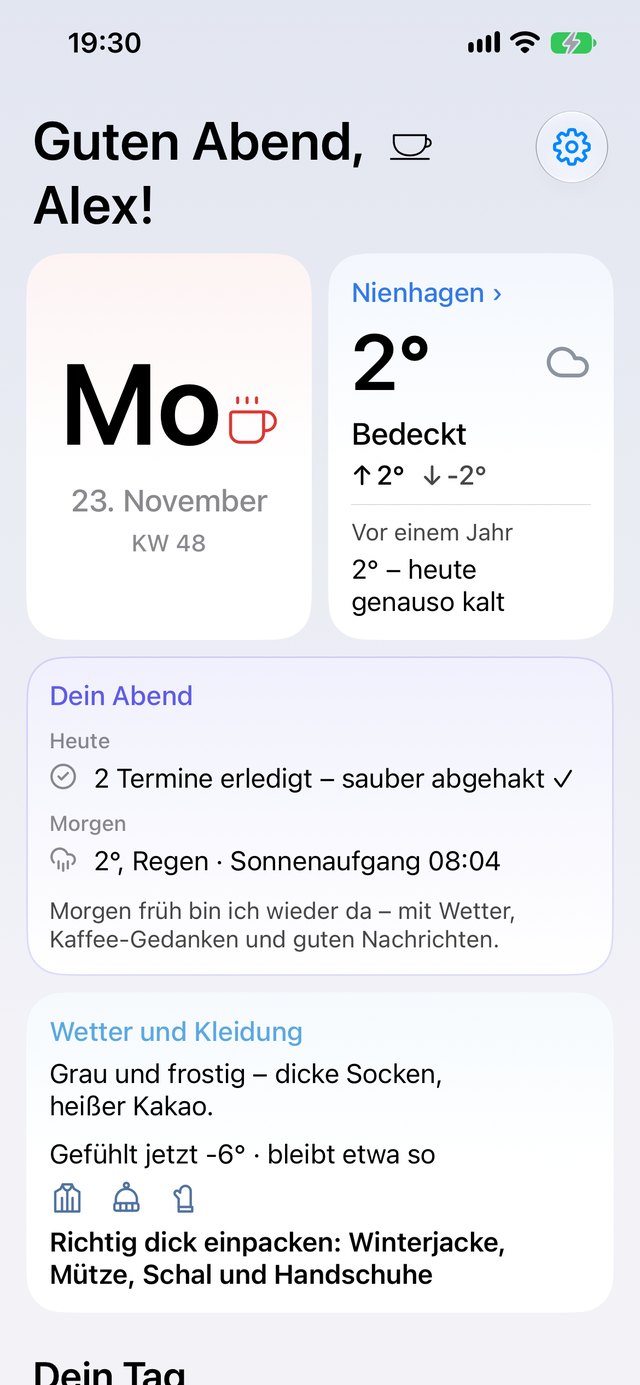 19:30
Guten Abend,
Alex!
Mo
23. November
KW 48
Nienhagen ›
2°
Bedeckt
↑ 2° ↓ -2°
Vor einem Jahr
2° – heute
genauso kalt
Dein Abend
Heute
2 Termine erledigt – sauber abgehakt ✓
Morgen
2°, Regen · Sonnenaufgang 08:04
Morgen früh bin ich wieder da – mit Wetter,
Kaffee-Gedanken und guten Nachrichten.
Wetter und Kleidung
Grau und frostig – dicke Socken,
heißer Kakao.
Gefühlt jetzt -6° · bleibt etwa so
Richtig dick einpacken: Winterjacke,
Mütze, Schal und Handschuhe
Dein Tag